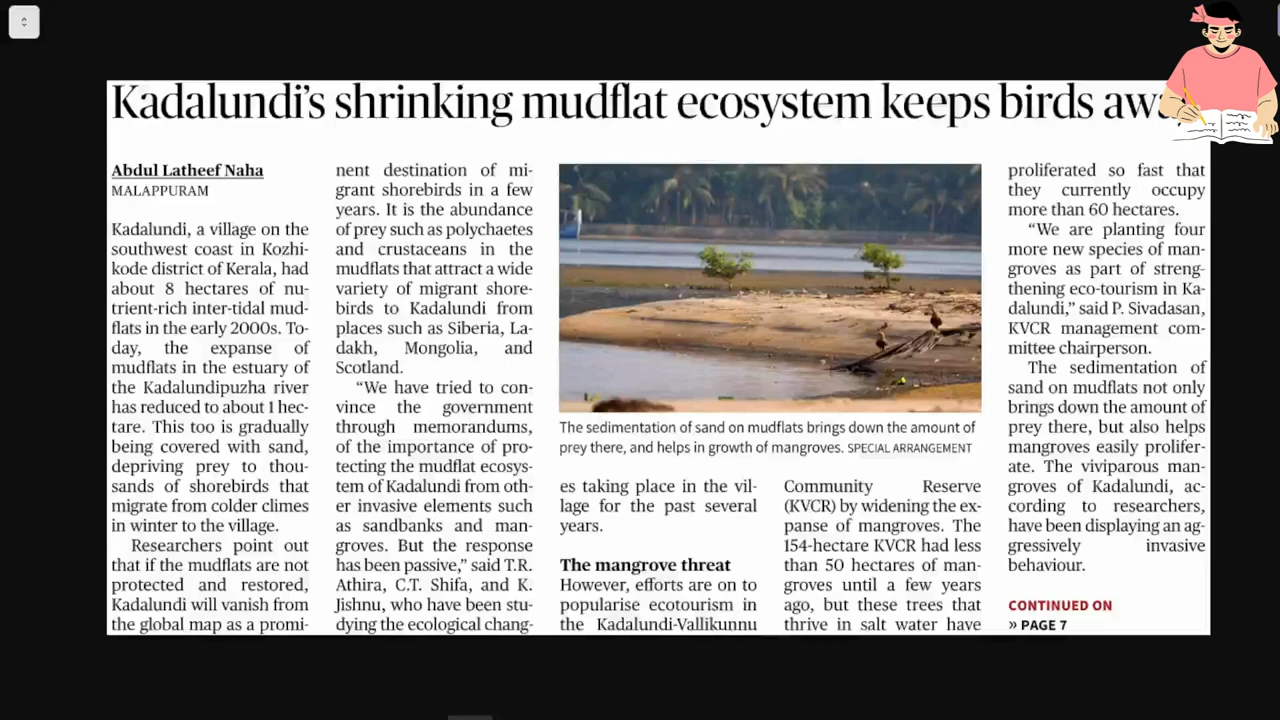 Kadalundi's shrinking mudflat ecosystem keeps birds
Abdul Latheef Naha
MALAPPURAM
Kadalundi, a village on the
southwest coast in Kozhi-
kode district of Kerala, had
about 8 hectares of nu-
trient-rich inter-tidal mud-
flats in the early 2000s. To-
day, the expanse of
mudflats in the estuary of
the Kadalundipuzha river
has reduced to about 1 hec-
tare. This too is gradually
being covered with sand,
depriving prey to thou-
sands of shorebirds that
migrate from colder climes
in winter to the village.
Researchers point out
that if the mudflats are not
protected and restored,
Kadalundi will vanish from
the global map as a promi-
nent destination of mi-
grant shorebirds in a few
years. It is the abundance
of prey such as polychaetes
and crustaceans in the
mudflats that attract a wide
variety of migrant shore-
birds to Kadalundi from
places such as Siberia, La-
dakh, Mongolia, and
Scotland.
"We have tried to con-
vince the government
through memorandums,
of the importance of pro-
tecting the mudflat ecosys-
tem of Kadalundi from oth-
er invasive elements such
as sandbanks and man-
groves. But the response
has been passive," said T.R.
Athira, C.T. Shifa, and K.
Jishnu, who have been stu-
dying the ecological chang-
The sedimentation of sand on mudflats brings down the amount of
prey there, and helps in growth of mangroves. SPECIAL ARRANGEMENT
es taking place in the vil-
lage for the past several
years.
The mangrove threat
However, efforts are on to
popularise ecotourism in
the Kadalundi-Vallikunnu
Community Reserve
(KVCR) by widening the ex-
panse of mangroves. The
154-hectare KVCR had less
than 50 hectares of man-
groves until a few years
ago, but these trees that
thrive in salt water have
proliferated so fast that
they currently occupy
more than 60 hectares.
"We are planting four
more new species of man-
groves as part of streng-
thening eco-tourism in Ka-
dalundi," said P. Sivadasan,
KVCR management com-
mittee chairperson.
The sedimentation of
sand on mudflats not only
brings down the amount of
prey there, but also helps
mangroves easily prolifer-
ate. The viviparous man-
groves of Kadalundi, ac-
cording to researchers,
have been displaying an ag-
gressively invasive
behaviour.
CONTINUED ON
» PAGE 7